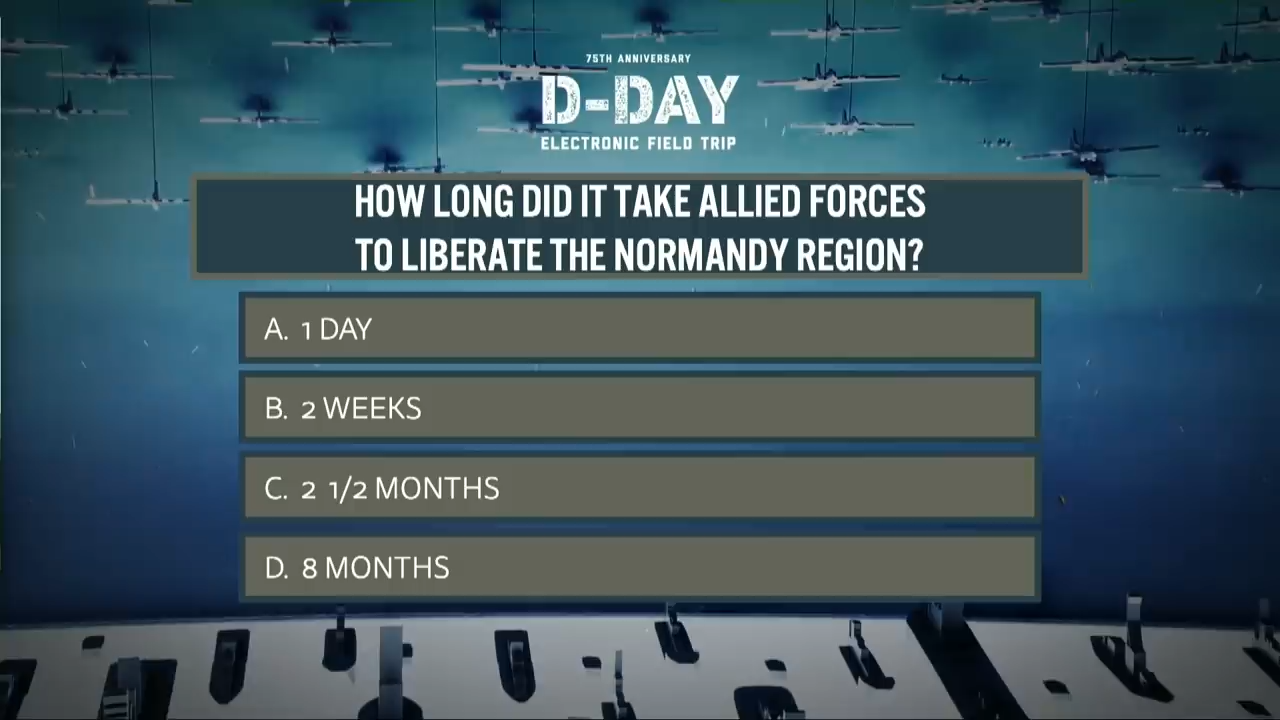 75TH ANNIVERSARY
D-DAY
ELECTRONIC FIELD TRIP
HOW LONG DID IT TAKE ALLIED FORCES
TO LIBERATE THE NORMANDY REGION?
A. 1 DAY
B. 2 WEEKS
C. 2 1/2 MONTHS
D. 8 MONTHS